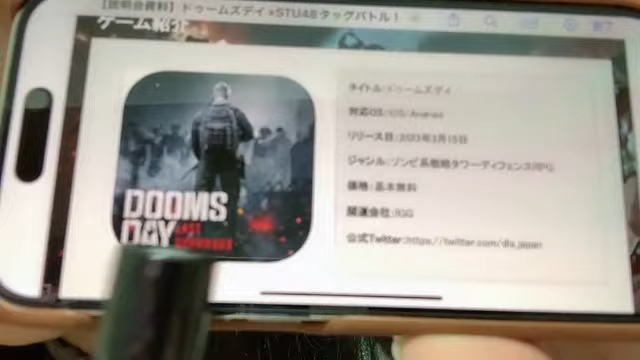 【説明会資料】ドゥームズデイ×STU48タッグバトル！
ゲーム紹介
DOOMS
DAY LAST
SURVIVORS
タイトル:ドゥームズデイ
対応OS:iOS/Android
リリース日:2023年3月15日
ジャンル:ゾンビ系戦略タワーディフェンスRPG
価格:基本無料
関連会社:IGG
公式Twitter:https://twitter.com/dls_japan